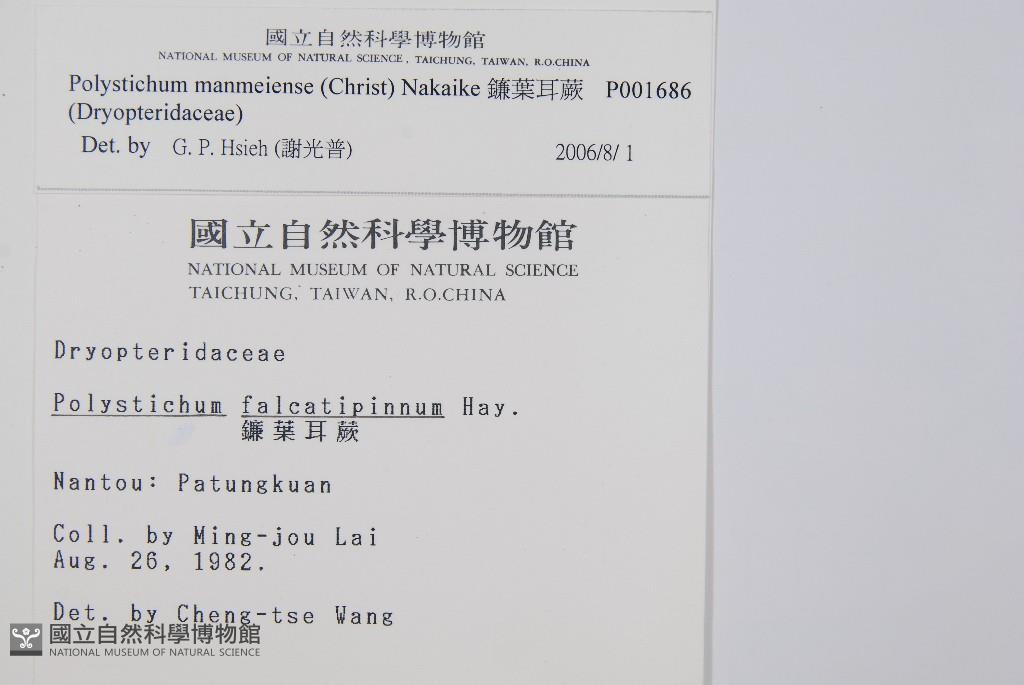 國立自然科學博物館
NATIONAL MUSEUM OF NATURAL SCIENCE, TAICHUNG, TAIWAN, R.O.CHINA
Polystichum manmeiense (Christ) Nakaike 鐮葉耳蕨 P001686
(Dryopteridaceae)
Det. by G. P. Hsieh (謝光普) 2006/8/ 1
國立自然科學博物館
NATIONAL MUSEUM OF NATURAL SCIENCE
TAICHUNG, TAIWAN, R.O.CHINA
Dryopteridaceae
Polystichum falcatipinnum Hay.
鐮葉耳蕨
Nantou: Patungkuan
Coll. by Ming-jou Lai
Aug. 26, 1982.
Det. by Cheng-tse Wang
國立自然科學博物館
NATIONAL MUSEUM OF NATURAL SCIENCE